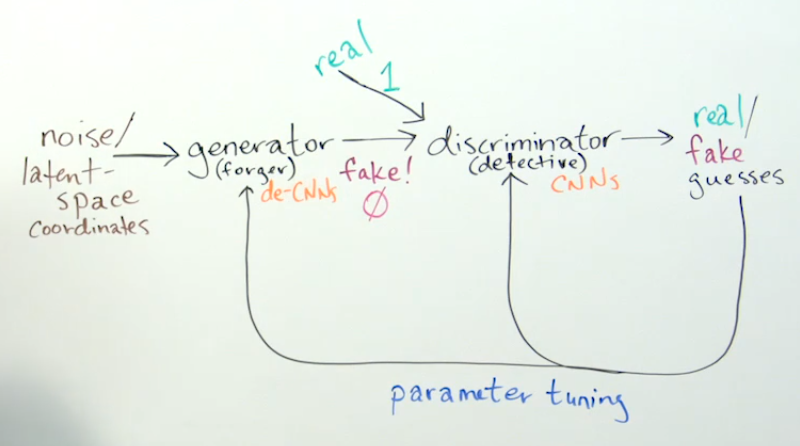 real
1
noise/
latent-
space
coordinates
generator
(forger)
de-CNNs
fake!
Ø
discriminator
(detective)
CNNs
real/
fake
guesses
parameter tuning